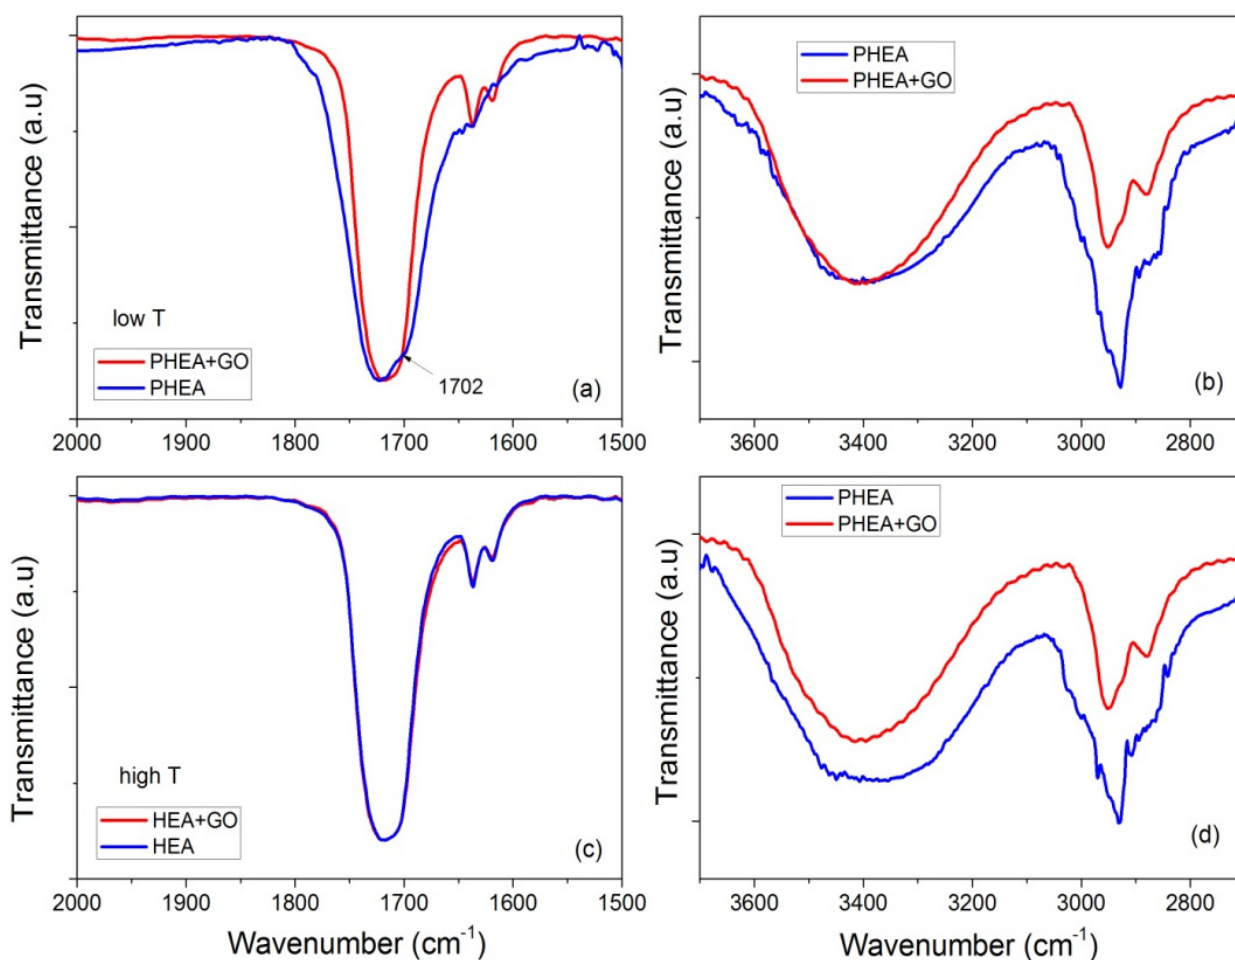 Transmittance (a.u)
low T
PHEA+GO
PHEA
1702
(a)
2000 1900 1800 1700 1600 1500
Transmittance (a.u)
PHEA
PHEA+GO
(b)
3600 3400 3200 3000 2800
Transmittance (a.u)
high T
HEA+GO
HEA
(c)
2000 1900 1800 1700 1600 1500
Wavenumber (cm⁻¹)
Transmittance (a.u)
PHEA
PHEA+GO
(d)
3600 3400 3200 3000 2800
Wavenumber (cm⁻¹)